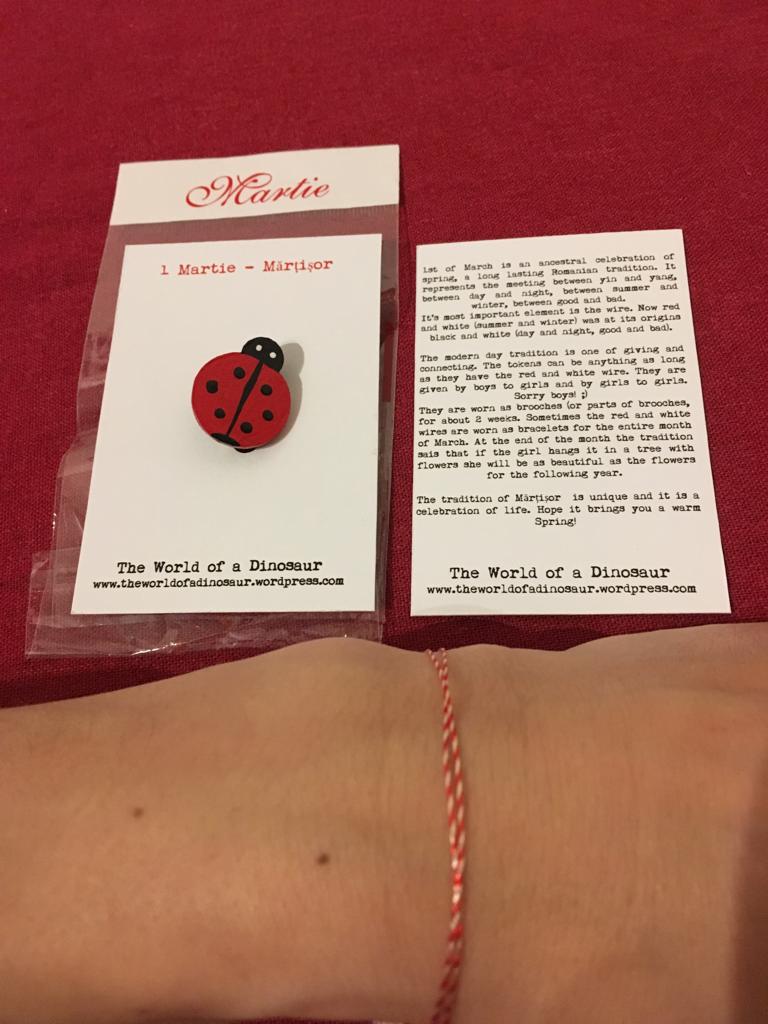 Martie
1 Martie - Mărțișor
The World of a Dinosaur
www.theworldofadinosaur.wordpress.com
1st of March is an ancestral celebration of
spring, a long lasting Romanian tradition. It
represents the meeting between yin and yang,
between day and night, between summer and
winter, between good and bad.
It's most important element is the wire. Now red
and white (summer and winter) was at its origins
black and white (day and night, good and bad).
The modern day tradition is one of giving and
connecting. The tokens can be anything as long
as they have the red and white wire. They are
given by boys to girls and by girls to girls.
Sorry boys! ;)
They are worn as brooches (or parts of brooches,
for about 2 weeks. Sometimes the red and white
wires are worn as bracelets for the entire month
of March. At the end of the month the tradition
sais that if the girl hangs it in a tree with
flowers she will be as beautiful as the flowers
for the following year.
The tradition of Mărțișor is unique and it is a
celebration of life. Hope it brings you a warm
Spring!
The World of a Dinosaur
www.theworldofadinosaur.wordpress.com